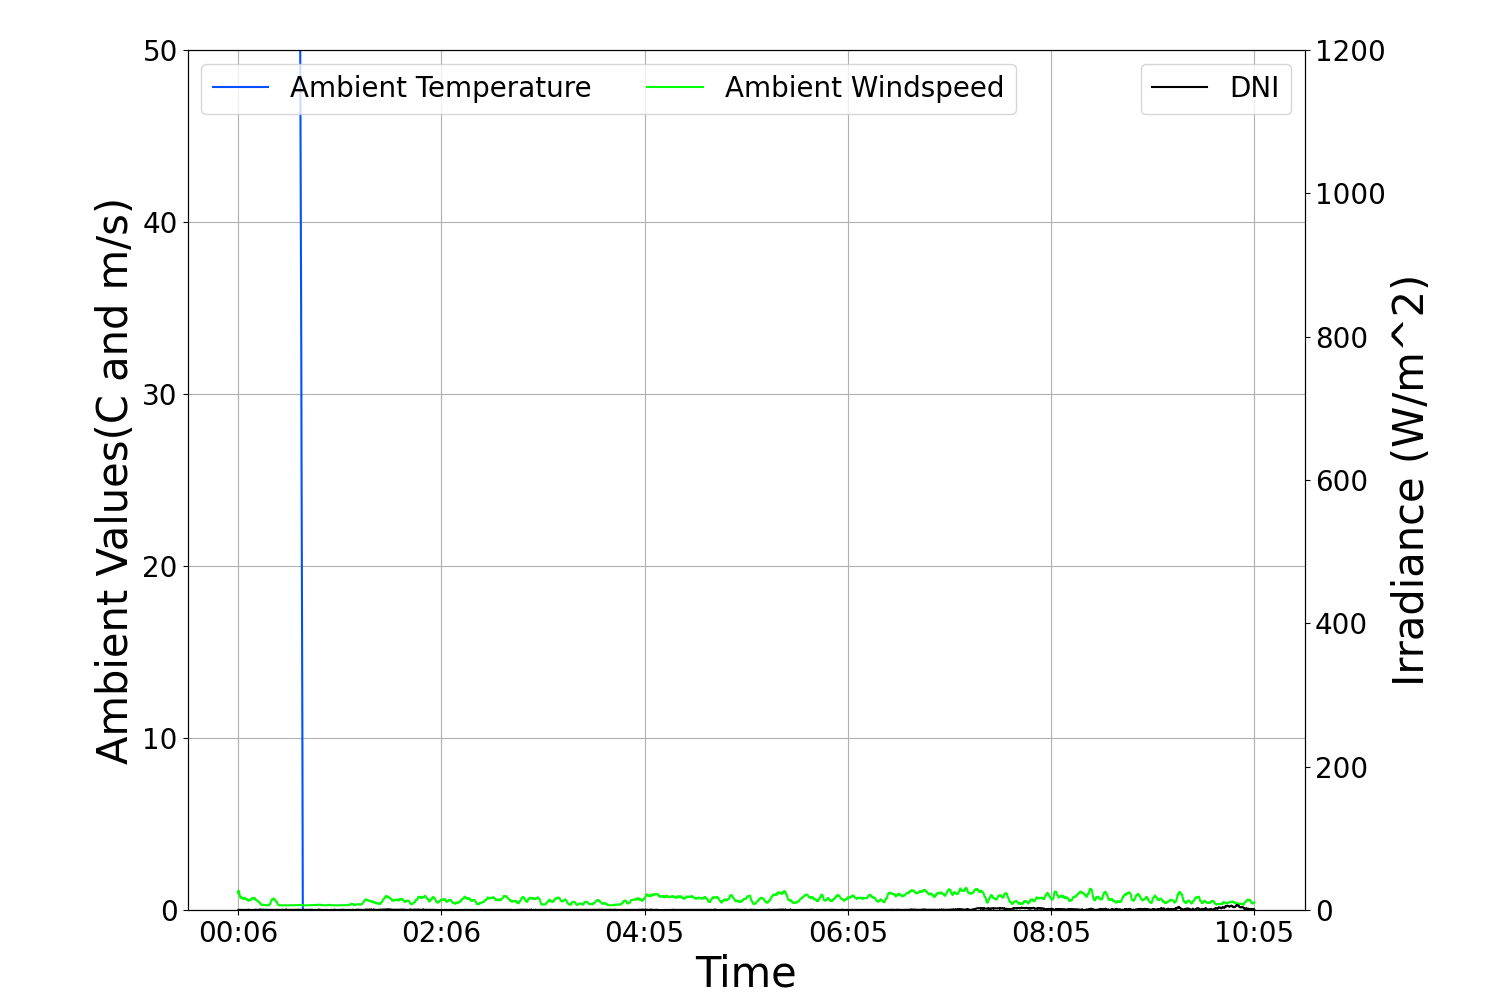 Ambient Temperature
Ambient Windspeed
DNI
50
40
30
20
10
0
Ambient Values(C and m/s)
1200
1000
800
600
400
200
0
Irradiance (W/m^2)
00:06 02:06 04:05 06:05 08:05 10:05
Time